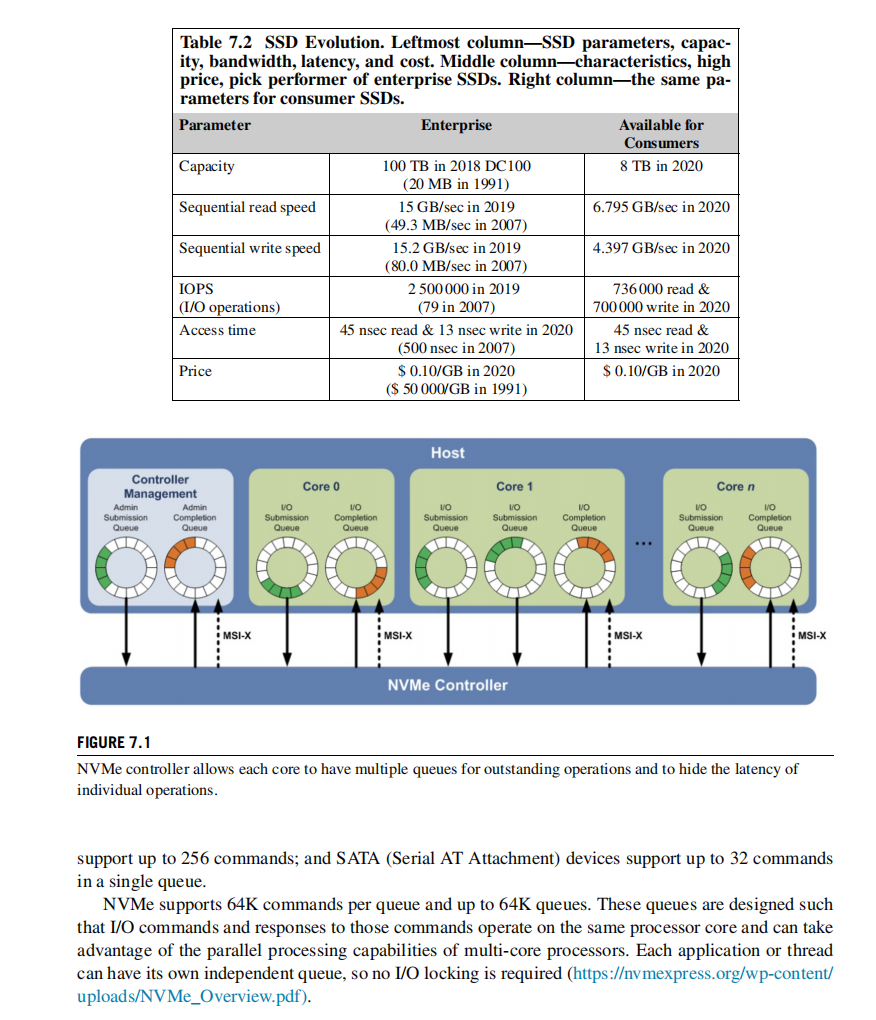 Table 7.2 SSD Evolution. Leftmost column—SSD parameters, capac-
ity, bandwidth, latency, and cost. Middle column—characteristics, high
price, pick performer of enterprise SSDs. Right column—the same pa-
rameters for consumer SSDs.
Parameter Enterprise Available for
Consumers
Capacity 100 TB in 2018 DC100 8 TB in 2020
(20 MB in 1991)
Sequential read speed 15 GB/sec in 2019 6.795 GB/sec in 2020
(49.3 MB/sec in 2007)
Sequential write speed 15.2 GB/sec in 2019 4.397 GB/sec in 2020
(80.0 MB/sec in 2007)
IOPS 2 500 000 in 2019 736 000 read &
(I/O operations) (79 in 2007) 700 000 write in 2020
Access time 45 nsec read & 13 nsec write in 2020 45 nsec read &
(500 nsec in 2007) 13 nsec write in 2020
Price $ 0.10/GB in 2020 $ 0.10/GB in 2020
($ 50 000/GB in 1991)
Host
Controller
Management
Admin
Submission
Queue
Admin
Completion
Queue
Core 0
I/O
Submission
Queue
I/O
Completion
Queue
Core 1
I/O
Submission
Queue
I/O
Submission
Queue
I/O
Completion
Queue
...
Core n
I/O
Submission
Queue
I/O
Completion
Queue
MSI-X
MSI-X
MSI-X
MSI-X
NVMe Controller
FIGURE 7.1
NVMe controller allows each core to have multiple queues for outstanding operations and to hide the latency of
individual operations.
support up to 256 commands; and SATA (Serial AT Attachment) devices support up to 32 commands
in a single queue.
NVMe supports 64K commands per queue and up to 64K queues. These queues are designed such
that I/O commands and responses to those commands operate on the same processor core and can take
advantage of the parallel processing capabilities of multi-core processors. Each application or thread
can have its own independent queue, so no I/O locking is required (https://nvmexpress.org/wp-content/
uploads/NVMe_Overview.pdf).